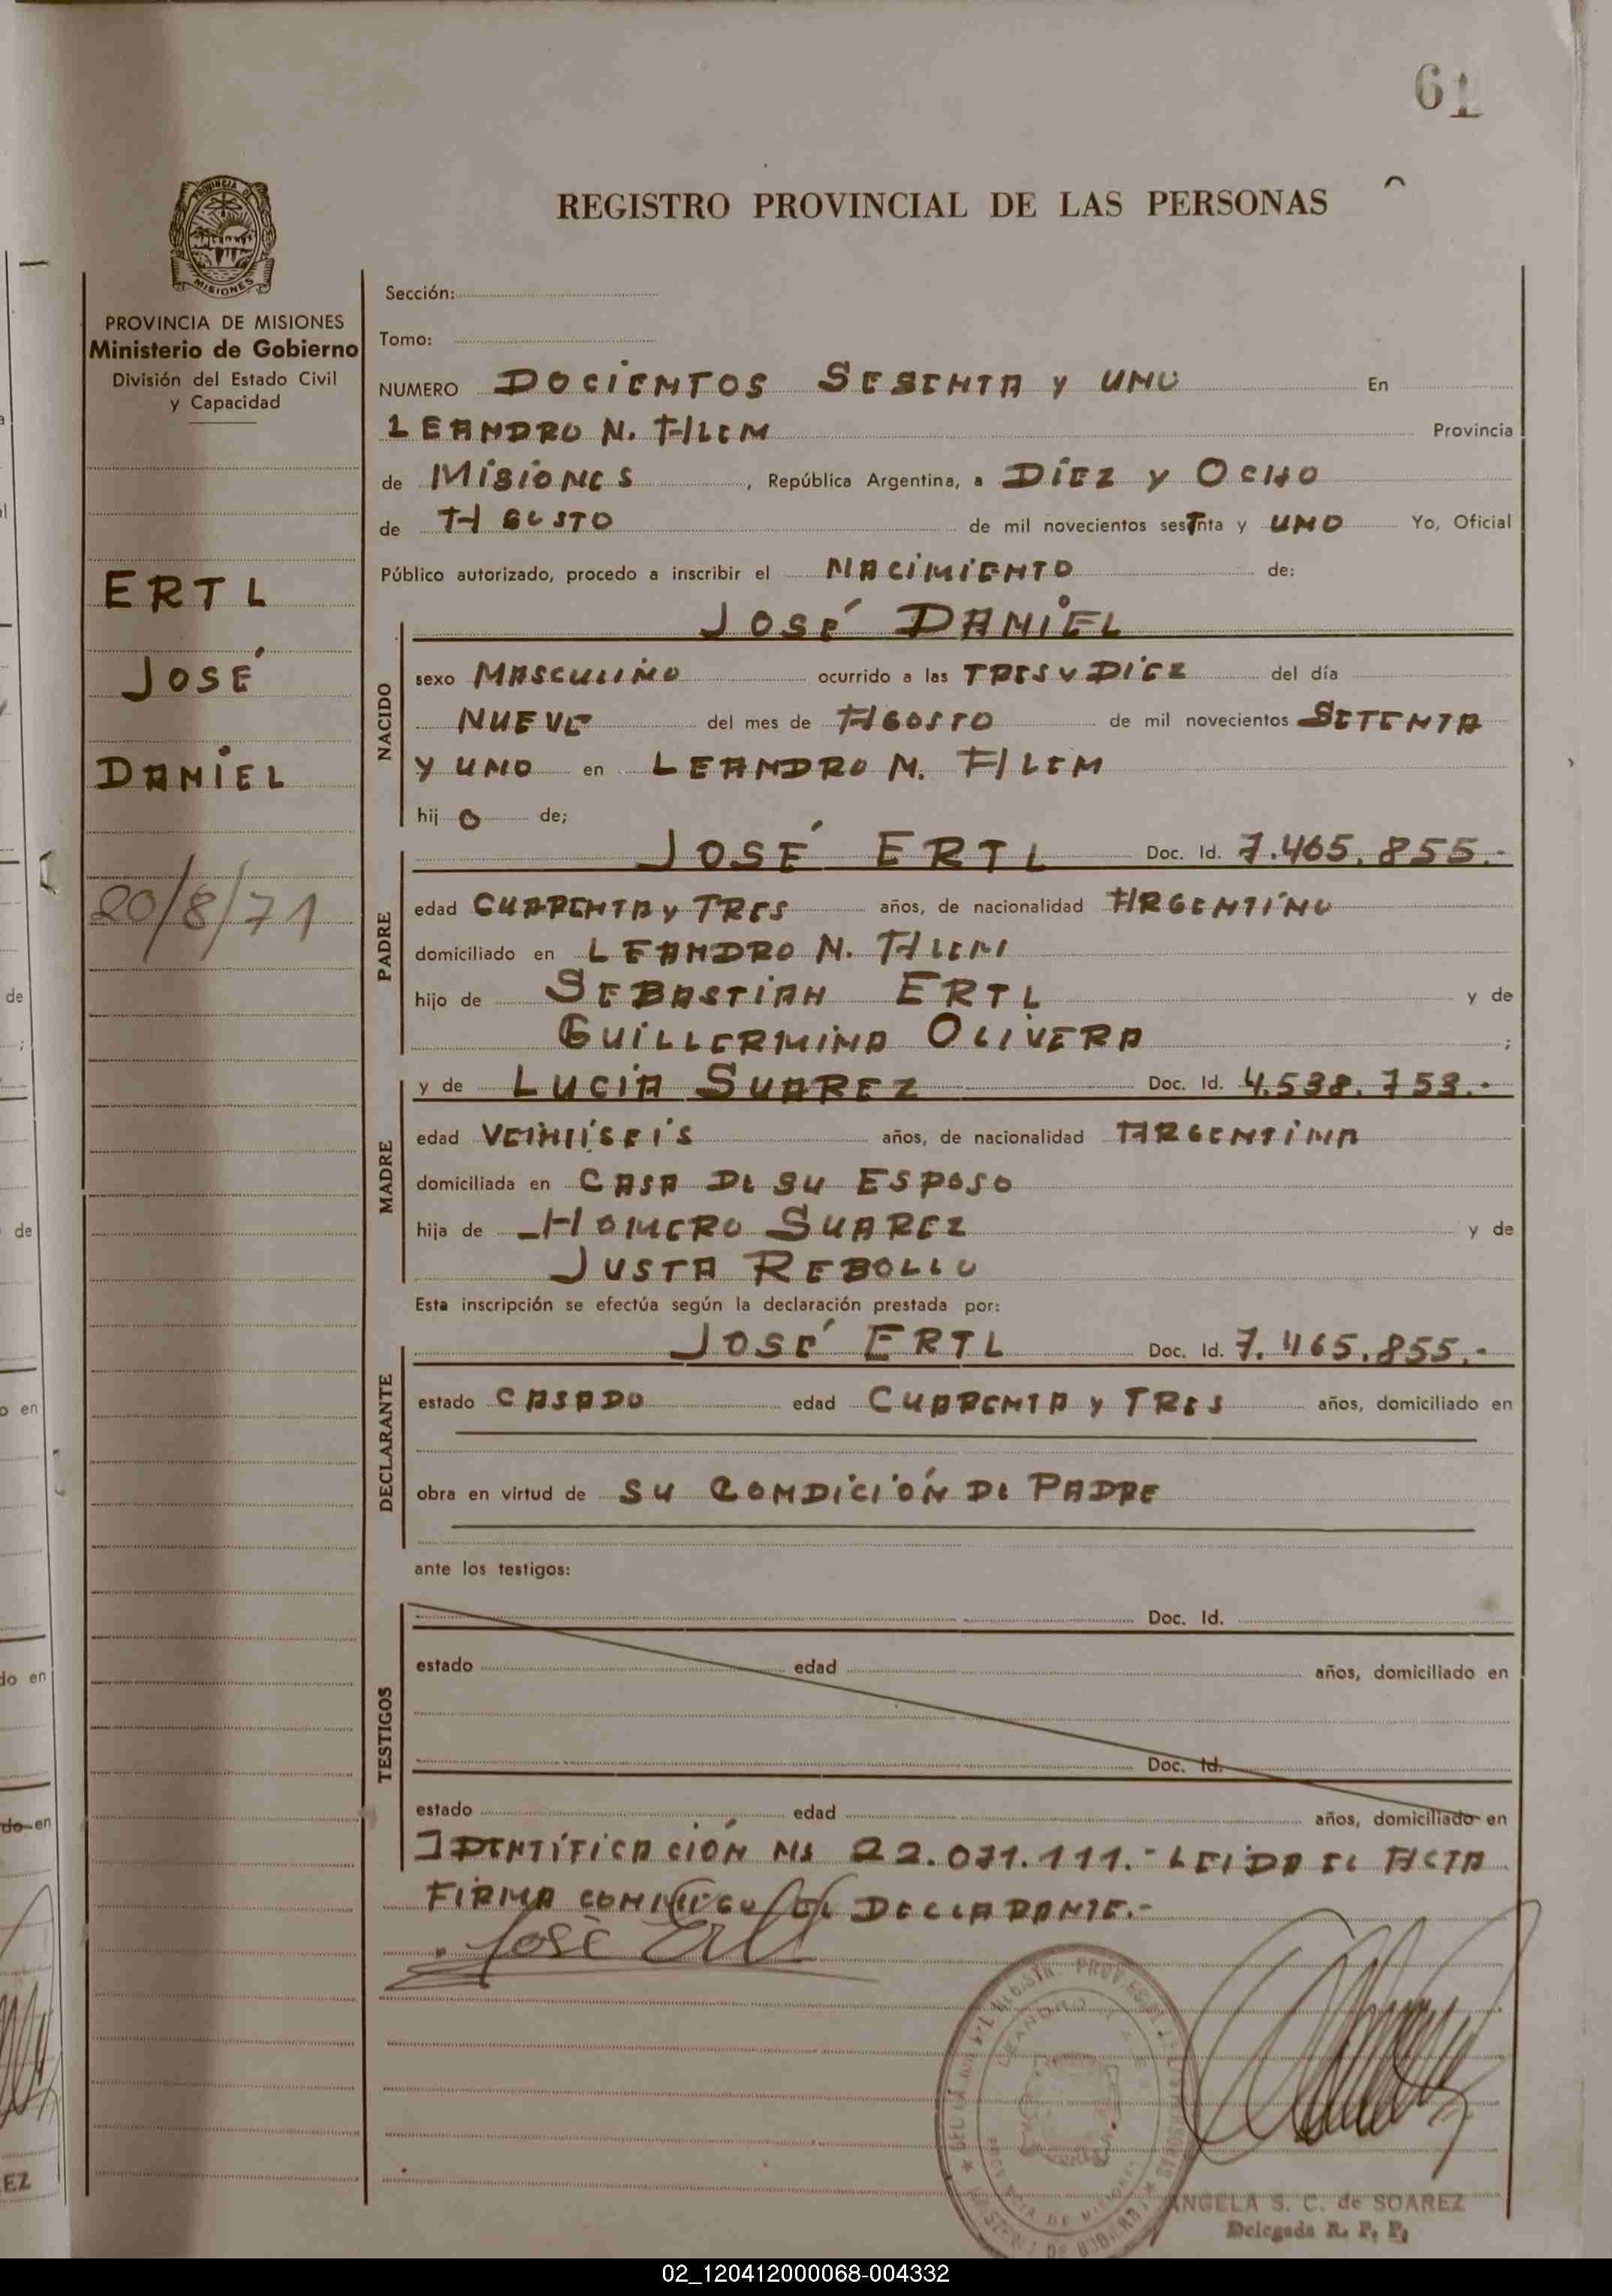 61
REGISTRO PROVINCIAL DE LAS PERSONAS
PROVINCIA DE MISIONES
Ministerio de Gobierno
División del Estado Civil
y Capacidad
ERTL
JOSÉ
DANIEL
20/8/71
Sección:
Tomo:
NUMERO DOCIENTOS SESENTA y UNO En
LEANDRO N. ALEM Provincia
de MISIONES, República Argentina, a DIEZ y OCHO
de AGOSTO de mil novecientos sesTnta y UNO Yo, Oficial
Público autorizado, procedo a inscribir el NACIMIENTO de:
NACIDO
JOSÉ DANIEL
sexo MASCULINO ocurrido a las TRES y DIEZ del día
NUEVE del mes de AGOSTO de mil novecientos SETENTA
y UNO en LEANDRO N. ALEM
hij O de;
PADRE
JOSÉ ERTL Doc. Id. 7.465.855.-
edad CUARENTA y TRES años, de nacionalidad ARGENTINO
domiciliado en LEANDRO N. ALEM
hijo de SEBASTIAN ERTL y de
GUILLERMINA OLIVERA ;
MADRE
y de LUCIA SUAREZ Doc. Id. 4.538.753.-
edad VEINTISEIS años, de nacionalidad ARGENTINA
domiciliada en CASA DE SU ESPOSO
hija de HOMERO SUAREZ y de
JUSTA REBOLLO
Esta inscripción se efectúa según la declaración prestada por:
DECLARANTE
JOSÉ ERTL Doc. Id. 7.465.855.-
estado CASADO edad CUARENTA y TRES años, domiciliado en
obra en virtud de SU CONDICIÓN DE PADRE
ante los testigos:
TESTIGOS
Doc. Id.
estado edad años, domiciliado en
Doc. Id.
estado edad años, domiciliado en
IDENTIFICACIÓN Nº 22.071.111.- LEIDA EL ACTA
FIRMA CONMIGO EL DECLARANTE.-
José Ertl
ANGELA S. C. de SOAREZ
Delegada R. P. P.
02_120412000068-004332